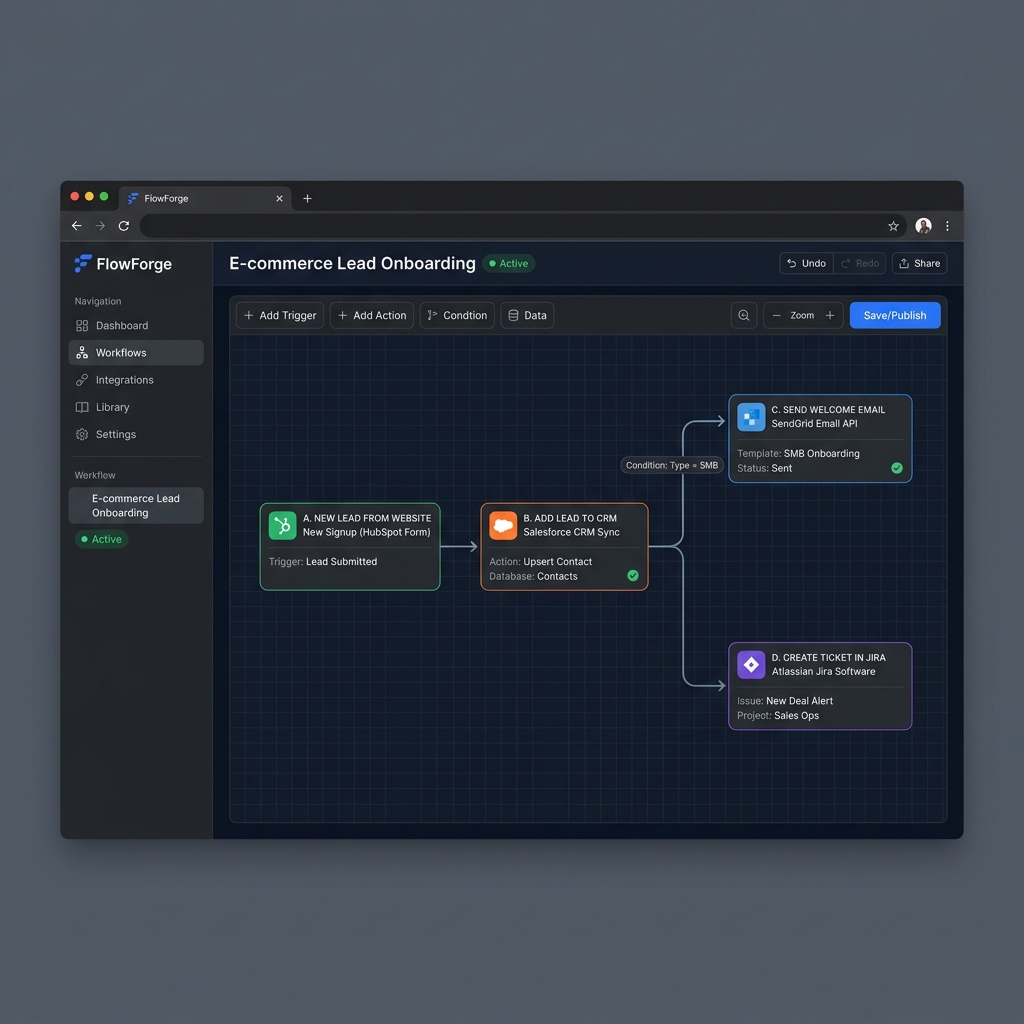 FlowForge
FlowForge
E-commerce Lead Onboarding
Active
Undo
Redo
Share
Navigation
Dashboard
Workflows
Integrations
Library
Settings
Werkflow
E-commerce Lead
Onboarding
Active
Add Trigger
Add Action
Condtion
Data
Zoom
Save/Publish
A. NEW LEAD FROM WEBSITE
New Signup (HubSpot Form)
Trigger: Lead Submitted
B. ADD LEAD TO CRM
Salesforce CRM Sync
Action: Upsert Contact
Database: Contacts
Condition: Type = SMB
C. SEND WELCOME EMAIL
SendGrid Emall API
Template: SMB Onboarding
Status: Sent
D. CREATE TICKET IN JIRA
Atlassian Jira Software
Issue: New Deal Alert
Project: Sales Ops